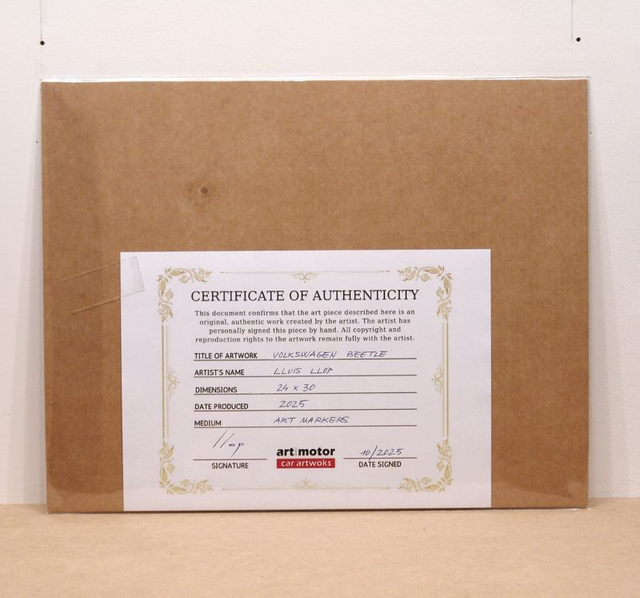 CERTIFICATE OF AUTHENTICITY
This document confirms that the art piece described here is an
original, authentic work created by the artist. The artist has
personally signed this piece by hand. All copyright and
reproduction rights to the artwork remain fully with the artist.
TITLE OF ARTWORK VOLKSWAGEN BEETLE
ARTIST'S NAME LLUIS LLOP
DIMENSIONS 24 x 30
DATE PRODUCED 2025
MEDIUM ART MARKERS
Llop art motor 10/2025
car artwoks
SIGNATURE DATE SIGNED